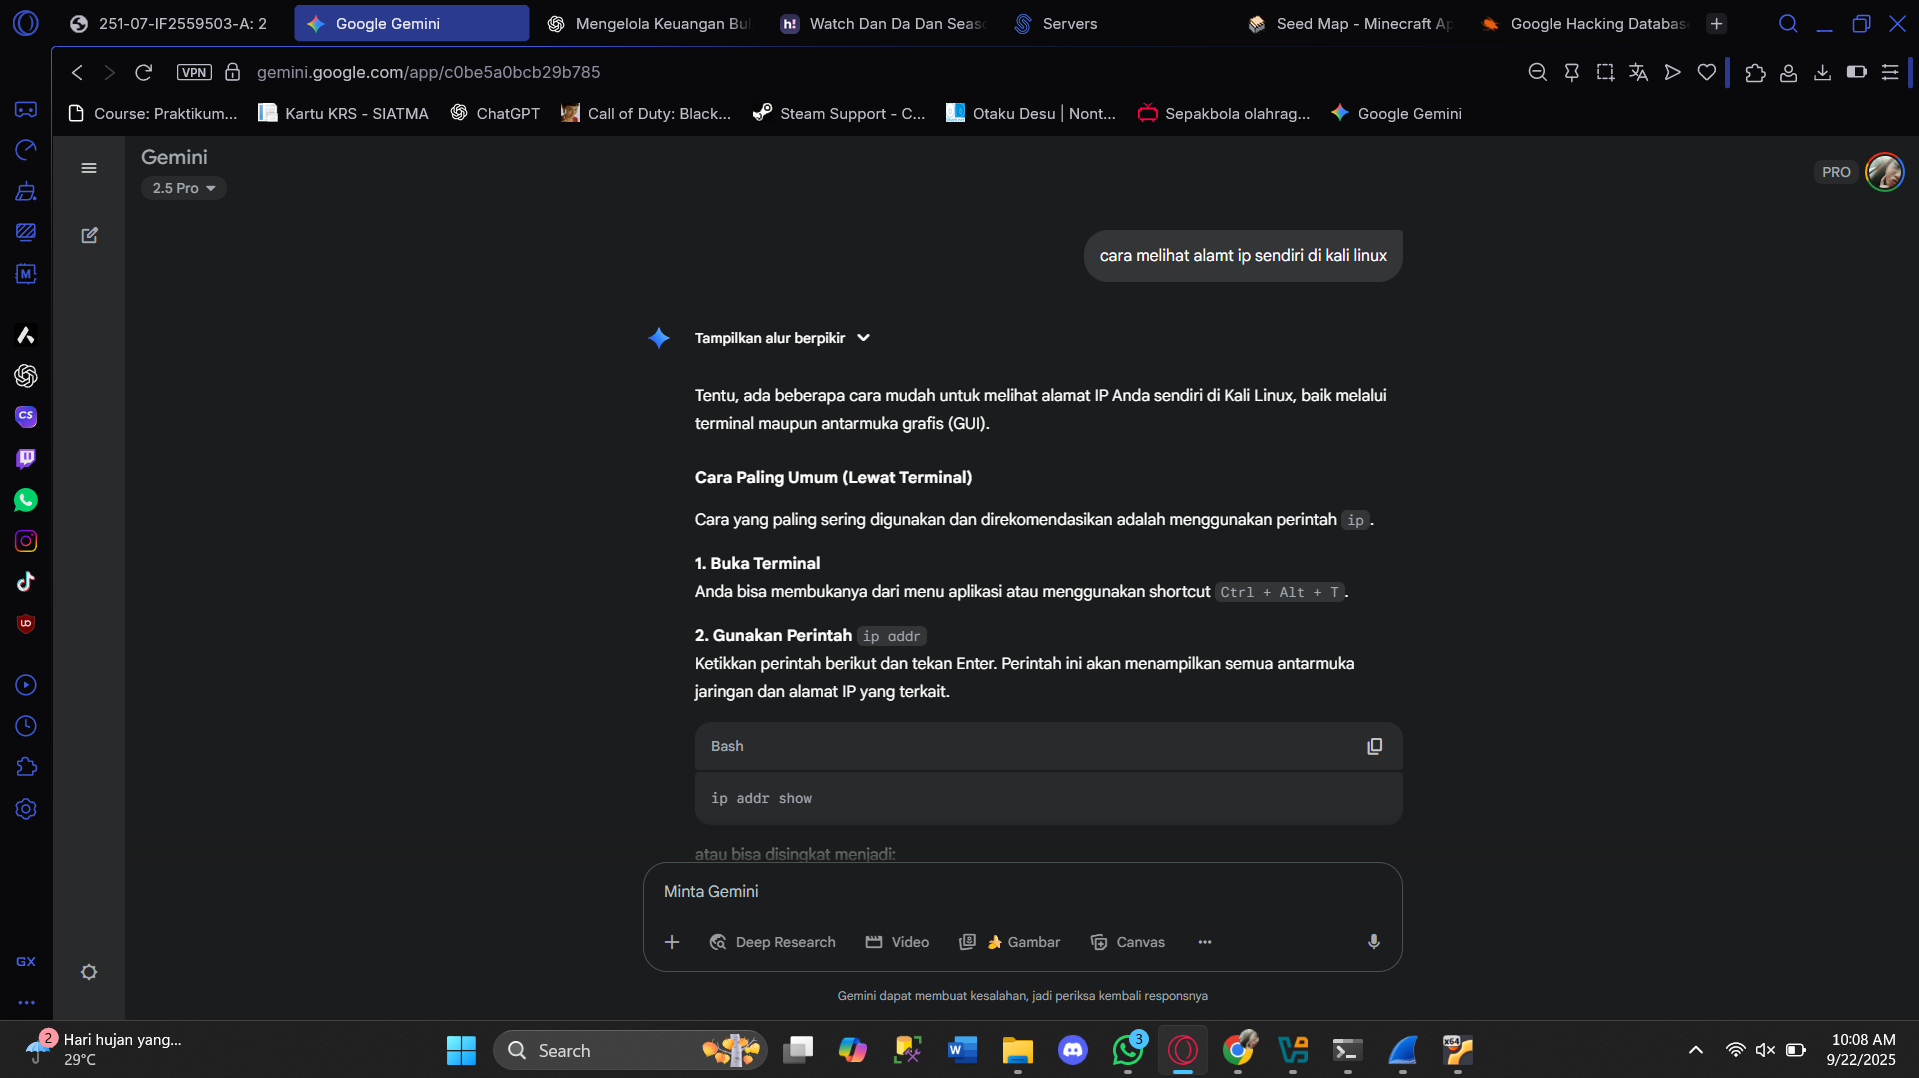 251-07-IF2559503-A: 2
Google Gemini
Mengelola Keuangan Bul
Watch Dan Da Dan Seas
Servers
Seed Map - Minecraft Ap
Google Hacking Databas
VPN
gemini.google.com/app/c0be5a0bcb29b785
Course: Praktikum...
Kartu KRS - SIATMA
ChatGPT
Call of Duty: Black...
Steam Support - C...
Otaku Desu | Nont...
Sepakbola olahrag...
Google Gemini
Gemini
2.5 Pro
PRO
cara melihat alamt ip sendiri di kali linux
Tampilkan alur berpikir
Tentu, ada beberapa cara mudah untuk melihat alamat IP Anda sendiri di Kali Linux, baik melalui
terminal maupun antarmuka grafis (GUI).
Cara Paling Umum (Lewat Terminal)
Cara yang paling sering digunakan dan direkomendasikan adalah menggunakan perintah ip.
1. Buka Terminal
Anda bisa membukanya dari menu aplikasi atau menggunakan shortcut Ctrl + Alt + T.
2. Gunakan Perintah ip addr
Ketikkan perintah berikut dan tekan Enter. Perintah ini akan menampilkan semua antarmuka
jaringan dan alamat IP yang terkait.
Bash
ip addr show
atau bisa disingkat menjadi:
Minta Gemini
Deep Research
Video
Gambar
Canvas
Gemini dapat membuat kesalahan, jadi periksa kembali responsnya
M
CS
GX
2
Hari hujan yang...
29°C
Search
3
X64
10:08 AM
9/22/2025